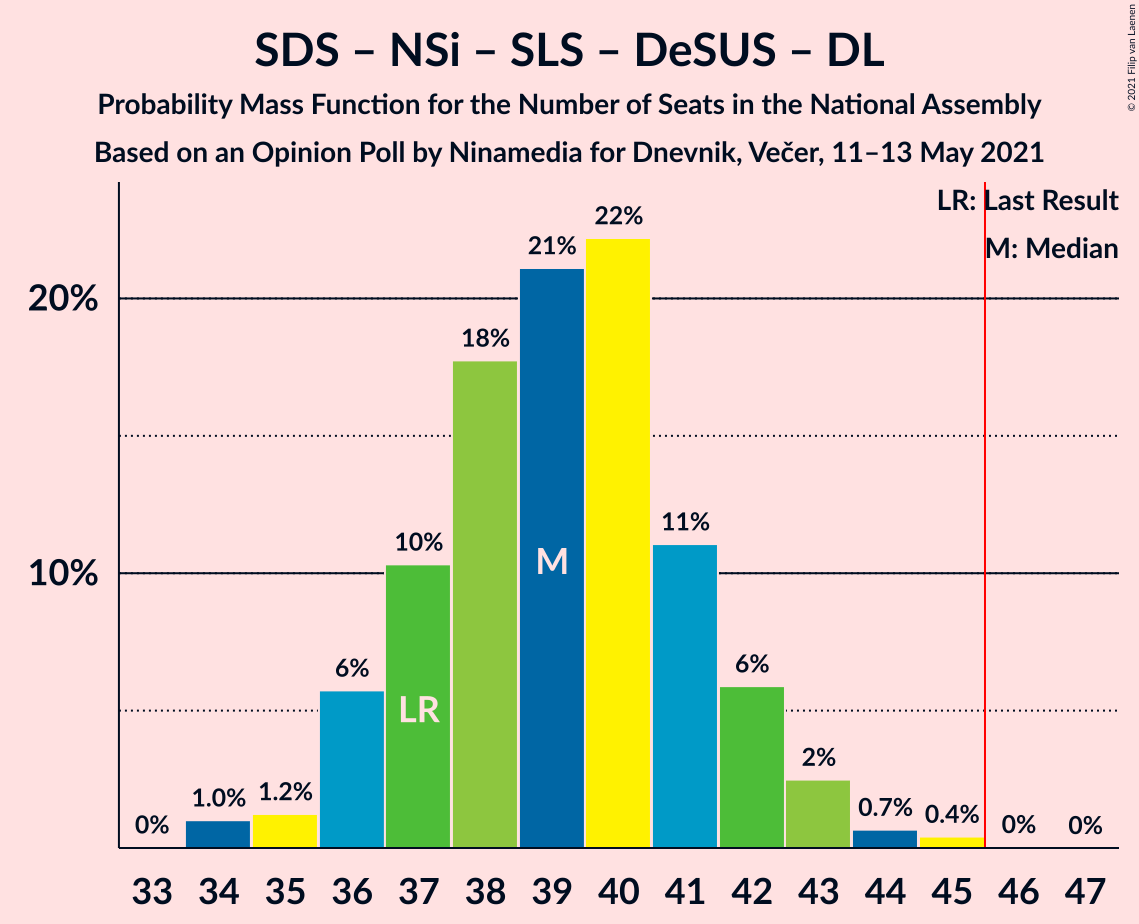 SDS – NSi – SLS – DeSUS – DL
Probability Mass Function for the Number of Seats in the National Assembly
Based on an Opinion Poll by Ninamedia for Dnevnik, Večer, 11–13 May 2021
© 2021 Filip van Laenen
LR: Last Result
M: Median
20%
10%
0%
1.0%
1.2%
6%
10%
18%
21%
22%
11%
6%
2%
0.7%
0.4%
0%
0%
LR
M
33 34 35 36 37 38 39 40 41 42 43 44 45 46 47